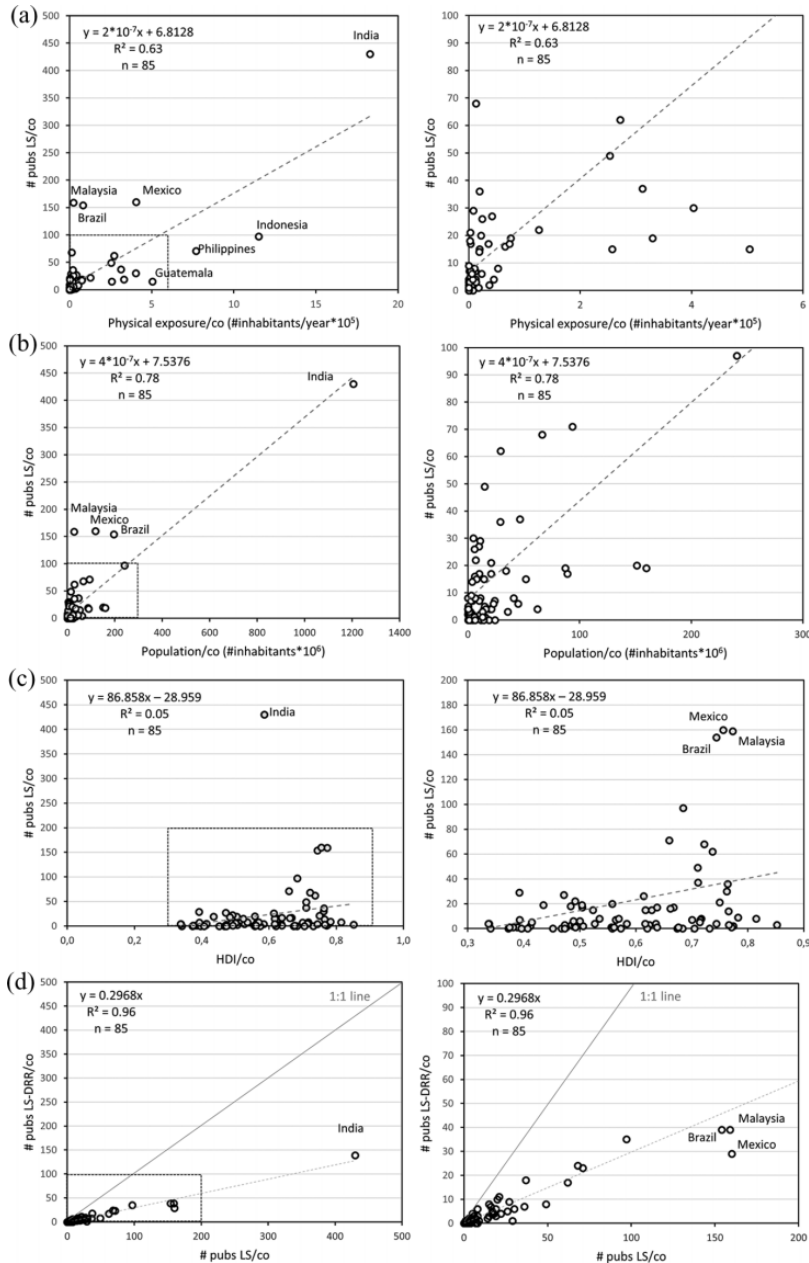 (a)
y = 2*10⁻⁷x + 6.8128
R² = 0.63
n = 85
India
Malaysia
Mexico
Brazil
Indonesia
Philippines
Guatemala
# pubs LS/co
500
450
400
350
300
250
200
150
100
50
0
0
5
10
15
20
Physical exposure/co (#inhabitants/year*10⁵)
y = 2*10⁻⁷x + 6.8128
R² = 0.63
n = 85
# pubs LS/co
100
90
80
70
60
50
40
30
20
10
0
0
2
4
6
Physical exposure/co (#inhabitants/year*10⁵)
(b)
y = 4*10⁻⁷x + 7.5376
R² = 0.78
n = 85
India
Malaysia
Mexico
Brazil
# pubs LS/co
500
450
400
350
300
250
200
150
100
50
0
0
200
400
600
800
1000
1200
1400
Population/co (#inhabitants*10⁶)
y = 4*10⁻⁷x + 7.5376
R² = 0.78
n = 85
# pubs LS/co
100
90
80
70
60
50
40
30
20
10
0
0
100
200
300
Population/co (#inhabitants*10⁶)
(c)
y = 86.858x – 28.959
R² = 0.05
n = 85
India
# pubs LS/co
500
450
400
350
300
250
200
150
100
50
0
0,0
0,2
0,4
0,6
0,8
1,0
HDI/co
y = 86.858x – 28.959
R² = 0.05
n = 85
Mexico
Brazil
Malaysia
# pubs LS/co
200
180
160
140
120
100
80
60
40
20
0
0,3
0,4
0,5
0,6
0,7
0,8
0,9
HDI/co
(d)
y = 0.2968x
R² = 0.96
n = 85
1:1 line
India
# pubs LS-DRR/co
500
450
400
350
300
250
200
150
100
50
0
0
100
200
300
400
500
# pubs LS/co
y = 0.2968x
R² = 0.96
n = 85
1:1 line
Malaysia
Brazil
Mexico
# pubs LS-DRR/co
100
90
80
70
60
50
40
30
20
10
0
0
50
100
150
200
# pubs LS/co